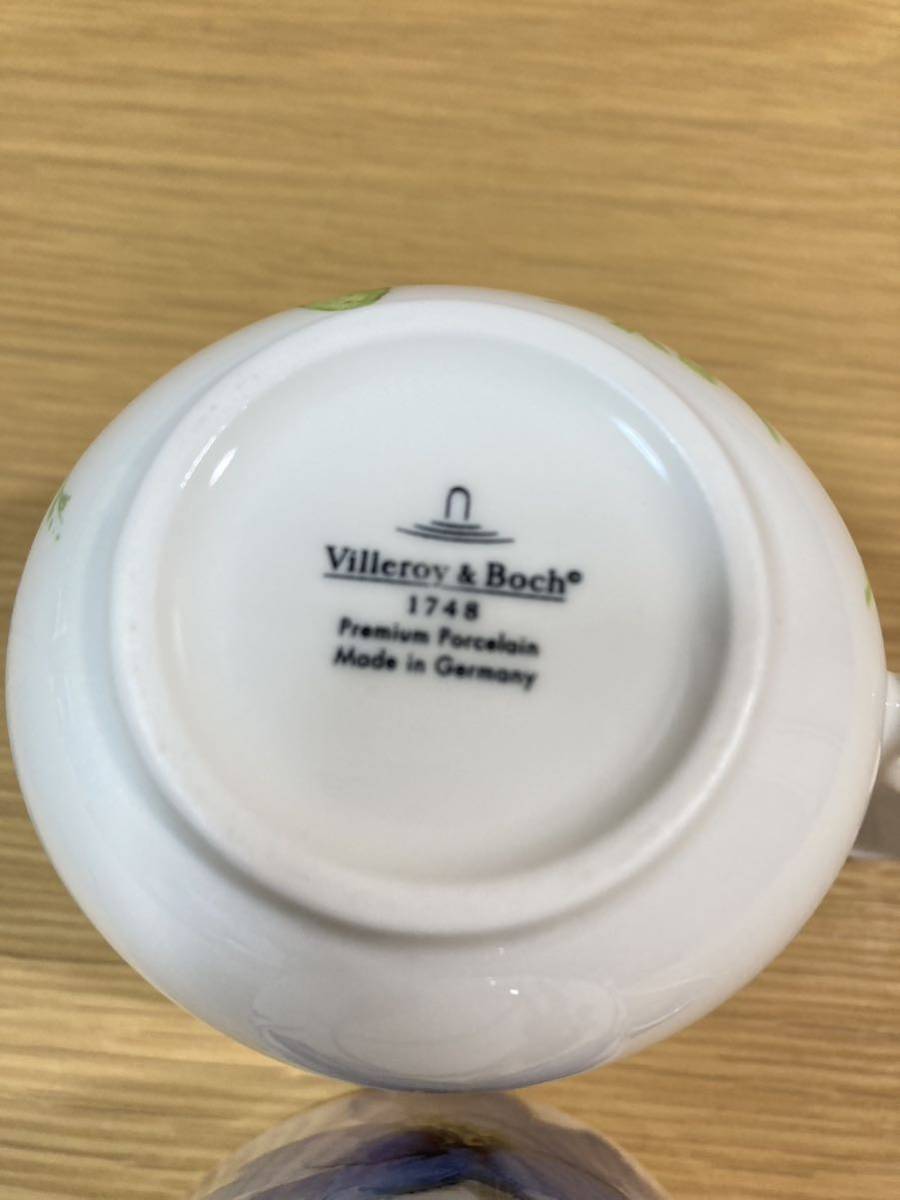 Villeroy & Boch©
1748
Premium Porcelain
Made in Germany